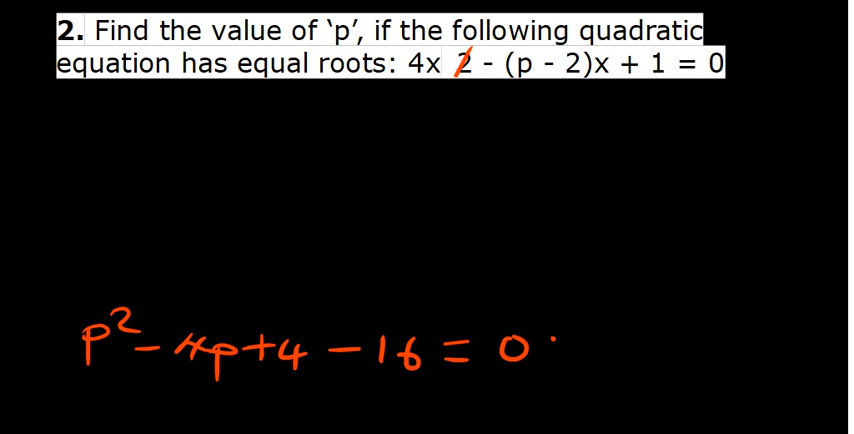 2. Find the value of ‘p’, if the following quadratic
equation has equal roots: 4x 2 - (p - 2)x + 1 = 0
p² - 4p + 4 - 16 = 0